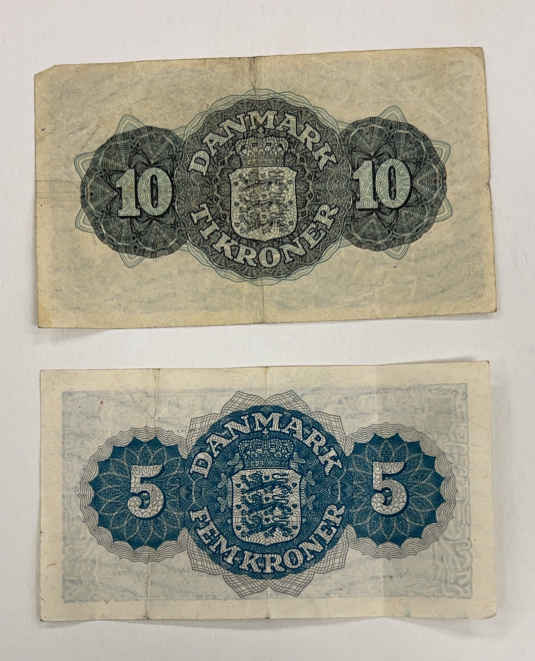 DANMARK
10 10
TI KRONER
DANMARK
5 5
FEM KRONER